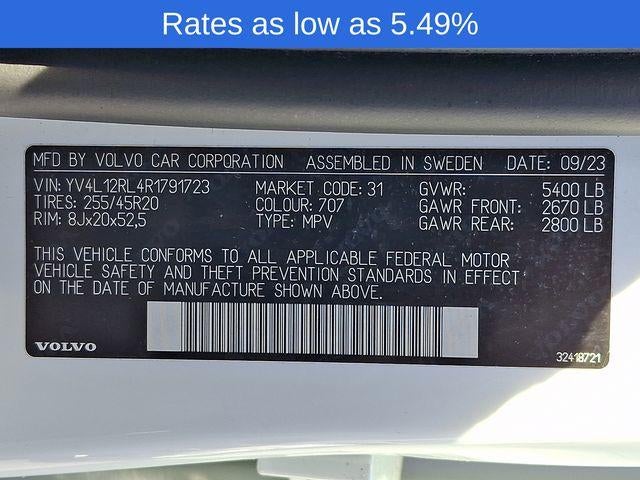 Rates as low as 5.49%
MFD BY VOLVO CAR CORPORATION ASSEMBLED IN SWEDEN DATE: 09/23
VIN: YV4L12RL4R1791723 MARKET CODE: 31 GVWR: 5400 LB
TIRES: 255/45R20 COLOUR: 707 GAWR FRONT: 2670 LB
RIM: 8Jx20x52,5 TYPE: MPV GAWR REAR: 2800 LB
THIS VEHICLE CONFORMS TO ALL APPLICABLE FEDERAL MOTOR
VEHICLE SAFETY AND THEFT PREVENTION STANDARDS IN EFFECT
ON THE DATE OF MANUFACTURE SHOWN ABOVE.
VOLVO 32418721